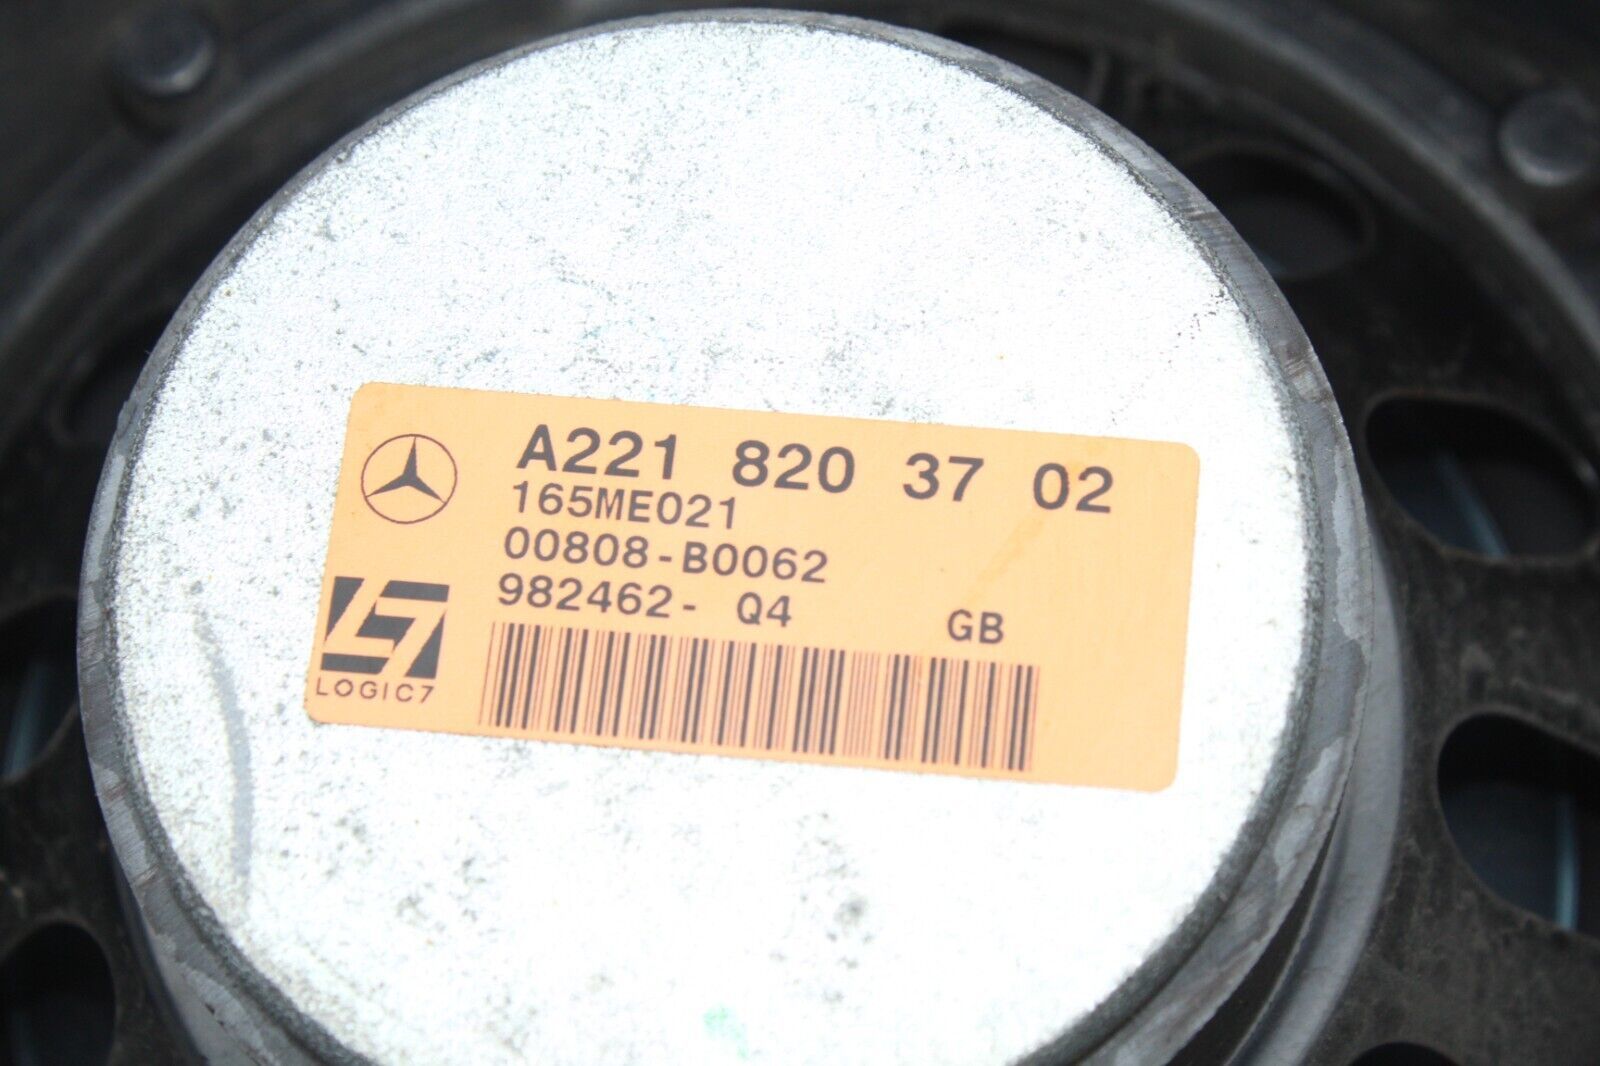 A221 820 37 02
165ME021
00808-B0062
982462- Q4 GB
LOGIC7